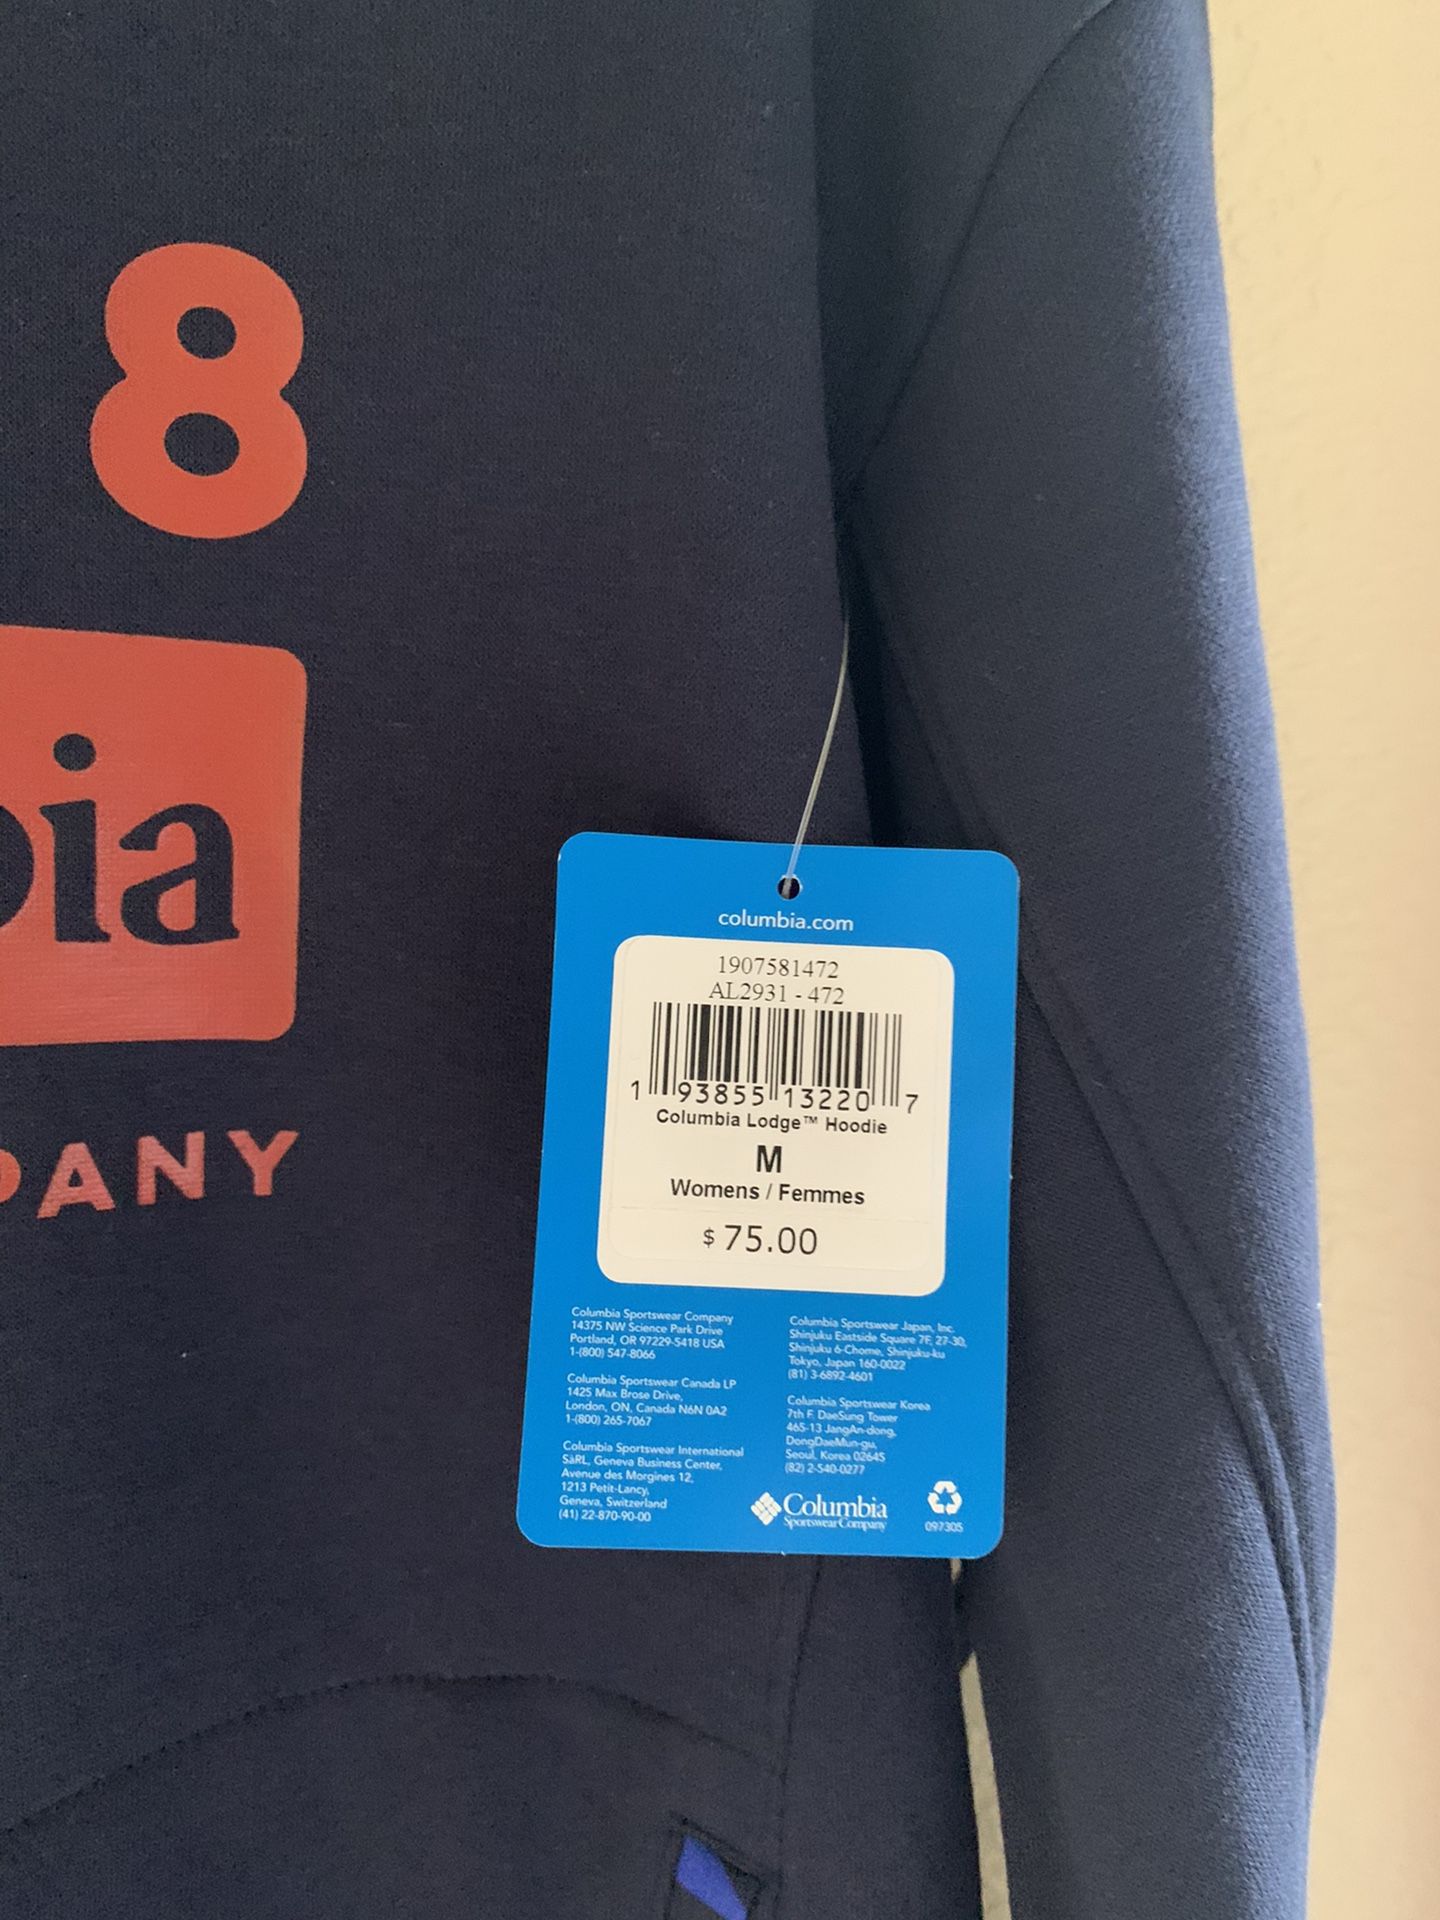 8
bia
PANY
columbia.com
1907581472
AL2931 - 472
1 93855 13220 7
Columbia Lodge™ Hoodie
M
Womens / Femmes
$ 75.00
Columbia Sportswear Company
14375 NW Science Park Drive
Portland, OR 97229-5418 USA
1-(800) 547-8066
Columbia Sportswear Canada LP
1425 Max Brose Drive,
London, ON, Canada N6N 0A2
1-(800) 265-7067
Columbia Sportswear International
SàRL, Geneva Business Center,
Avenue des Morgines 12,
1213 Petit-Lancy,
Geneva, Switzerland
(41) 22-870-90-00
Columbia Sportswear Japan, Inc.
Shinjuku Eastside Square 7F, 27-30,
Shinjuku 6-Chome, Shinjuku-ku
Tokyo, Japan 160-0022
(81) 3-6892-4601
Columbia Sportswear Korea
7th F. DaeSung Tower
465-13 JangAn-dong,
DongDaeMun-gu,
Seoul, Korea 02645
(82) 2-540-0277
Columbia
Sportswear Company
097305